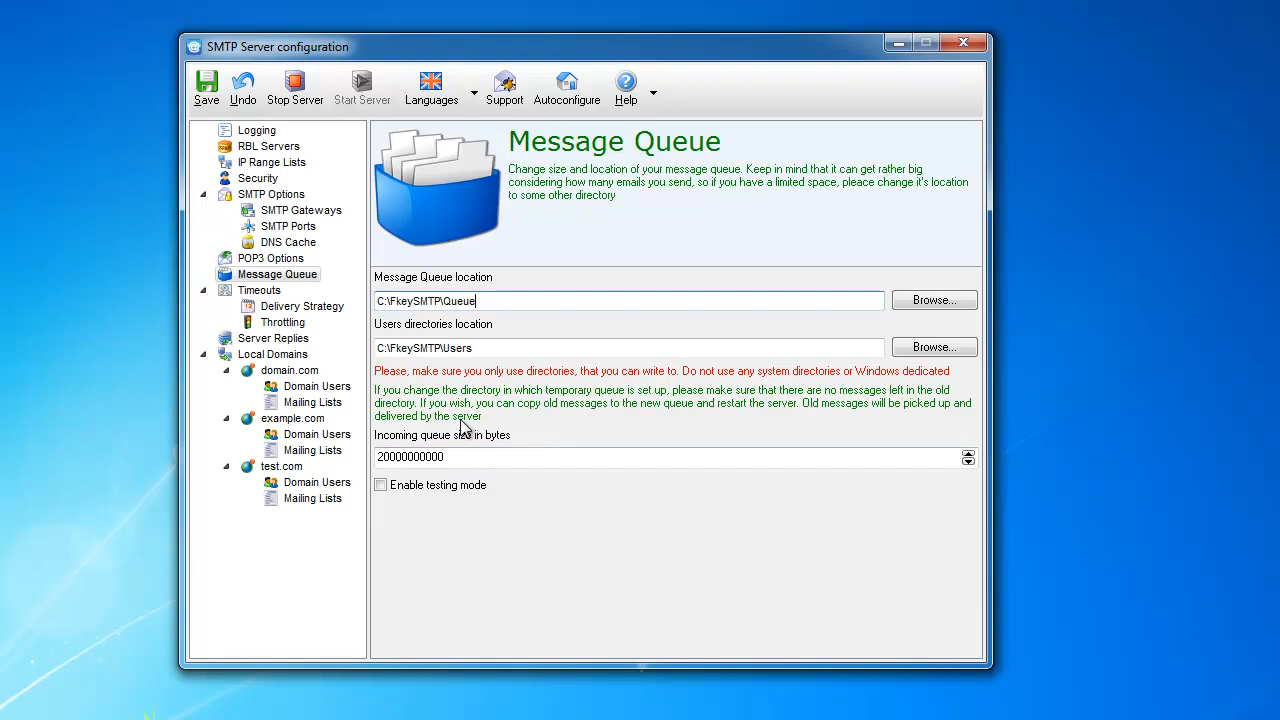 SMTP Server configuration
Save Undo Stop Server Start Server Languages Support Autoconfigure Help
Logging
RBL Servers
IP Range Lists
Security
SMTP Options
SMTP Gateways
SMTP Ports
DNS Cache
POP3 Options
Message Queue
Timeouts
Delivery Strategy
Throttling
Server Replies
Local Domains
domain.com
Domain Users
Mailing Lists
example.com
Domain Users
Mailing Lists
test.com
Domain Users
Mailing Lists
Message Queue
Change size and location of your message queue. Keep in mind that it can get rather big
considering how many emails you send, so if you have a limited space, pleace change it's location
to some other directory
Message Queue location
C:\FkeySMTP\Queue
Browse...
Users directories location
C:\FkeySMTP\Users
Browse...
Please, make sure you only use directories, that you can write to. Do not use any system directories or Windows dedicated
If you change the directory in which temporary queue is set up, please make sure that there are no messages left in the old
directory. If you wish, you can copy old messages to the new queue and restart the server. Old messages will be picked up and
delivered by the server
Incoming queue size in bytes
20000000000
Enable testing mode